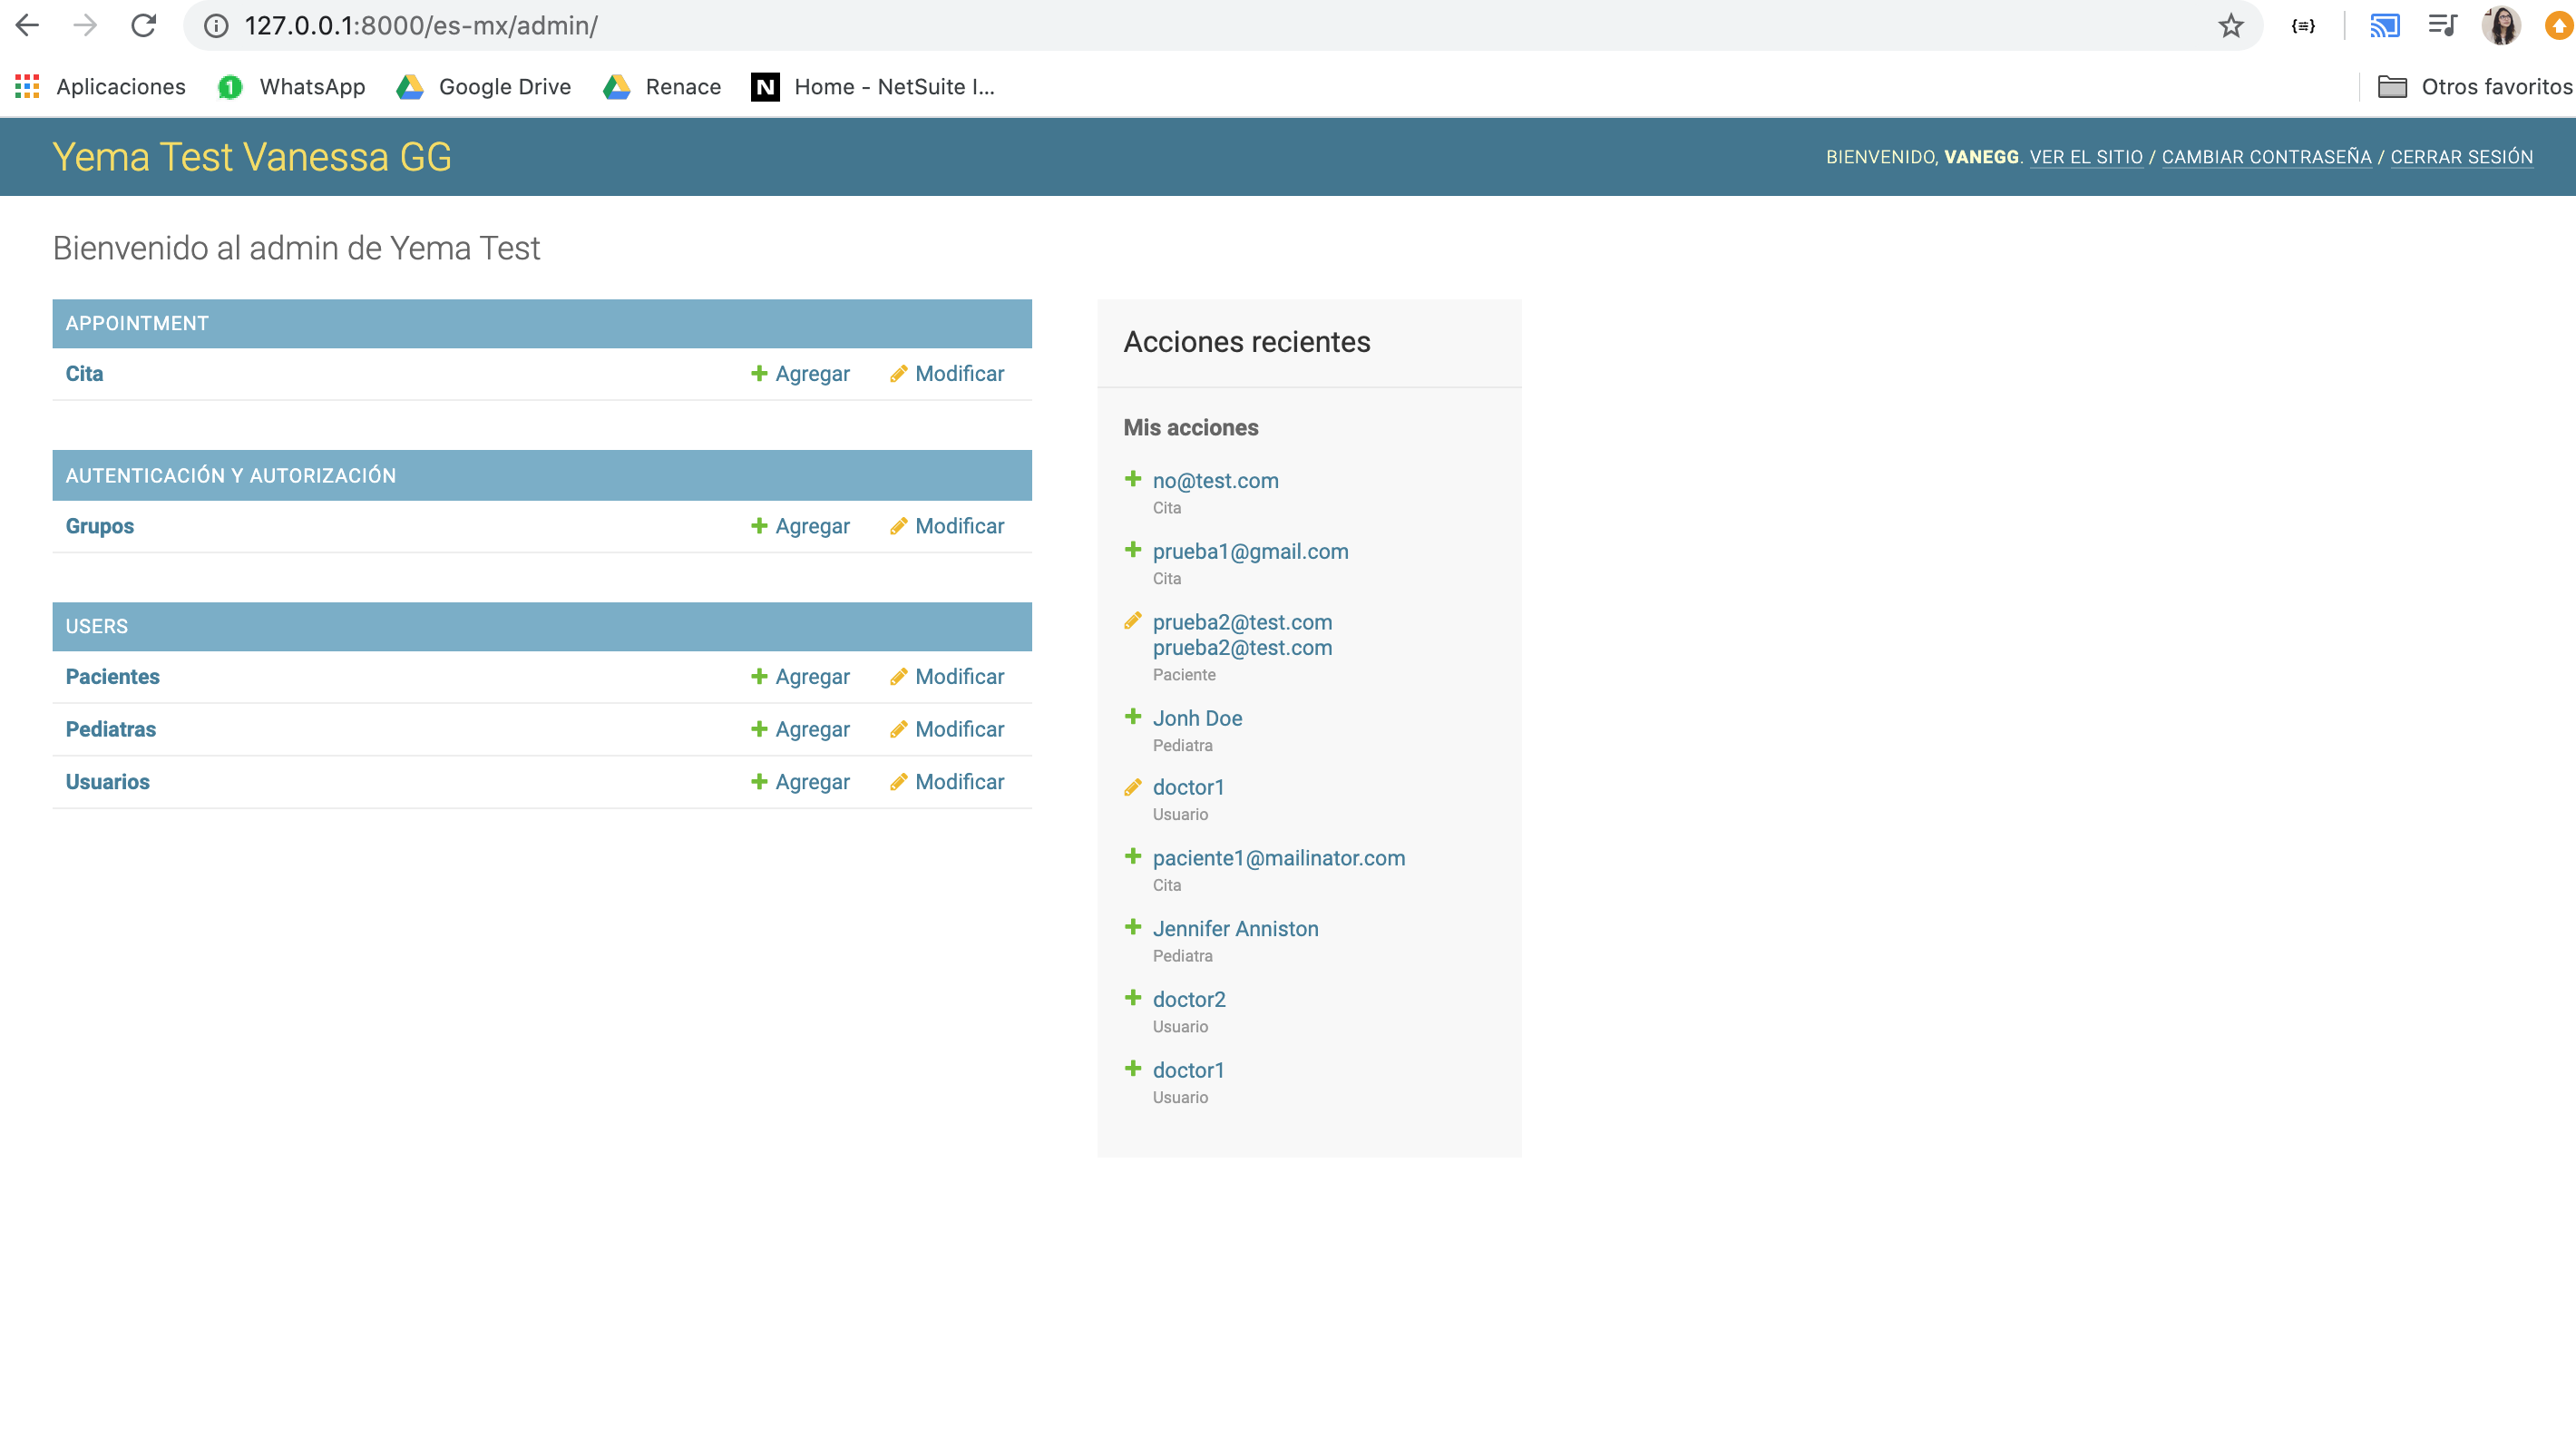 127.0.0.1:8000/es-mx/admin/
Aplicaciones
1
WhatsApp
Google Drive
Renace
N
Home - NetSuite I...
Otros favoritos
Yema Test Vanessa GG
BIENVENIDO, VANEGG. VER EL SITIO / CAMBIAR CONTRASEÑA / CERRAR SESIÓN
Bienvenido al admin de Yema Test
APPOINTMENT
Cita Agregar Modificar
AUTENTICACIÓN Y AUTORIZACIÓN
Grupos Agregar Modificar
USERS
Pacientes Agregar Modificar
Pediatras Agregar Modificar
Usuarios Agregar Modificar
Acciones recientes
Mis acciones
no@test.com
Cita
prueba1@gmail.com
Cita
prueba2@test.com
prueba2@test.com
Paciente
Jonh Doe
Pediatra
doctor1
Usuario
paciente1@mailinator.com
Cita
Jennifer Anniston
Pediatra
doctor2
Usuario
doctor1
Usuario